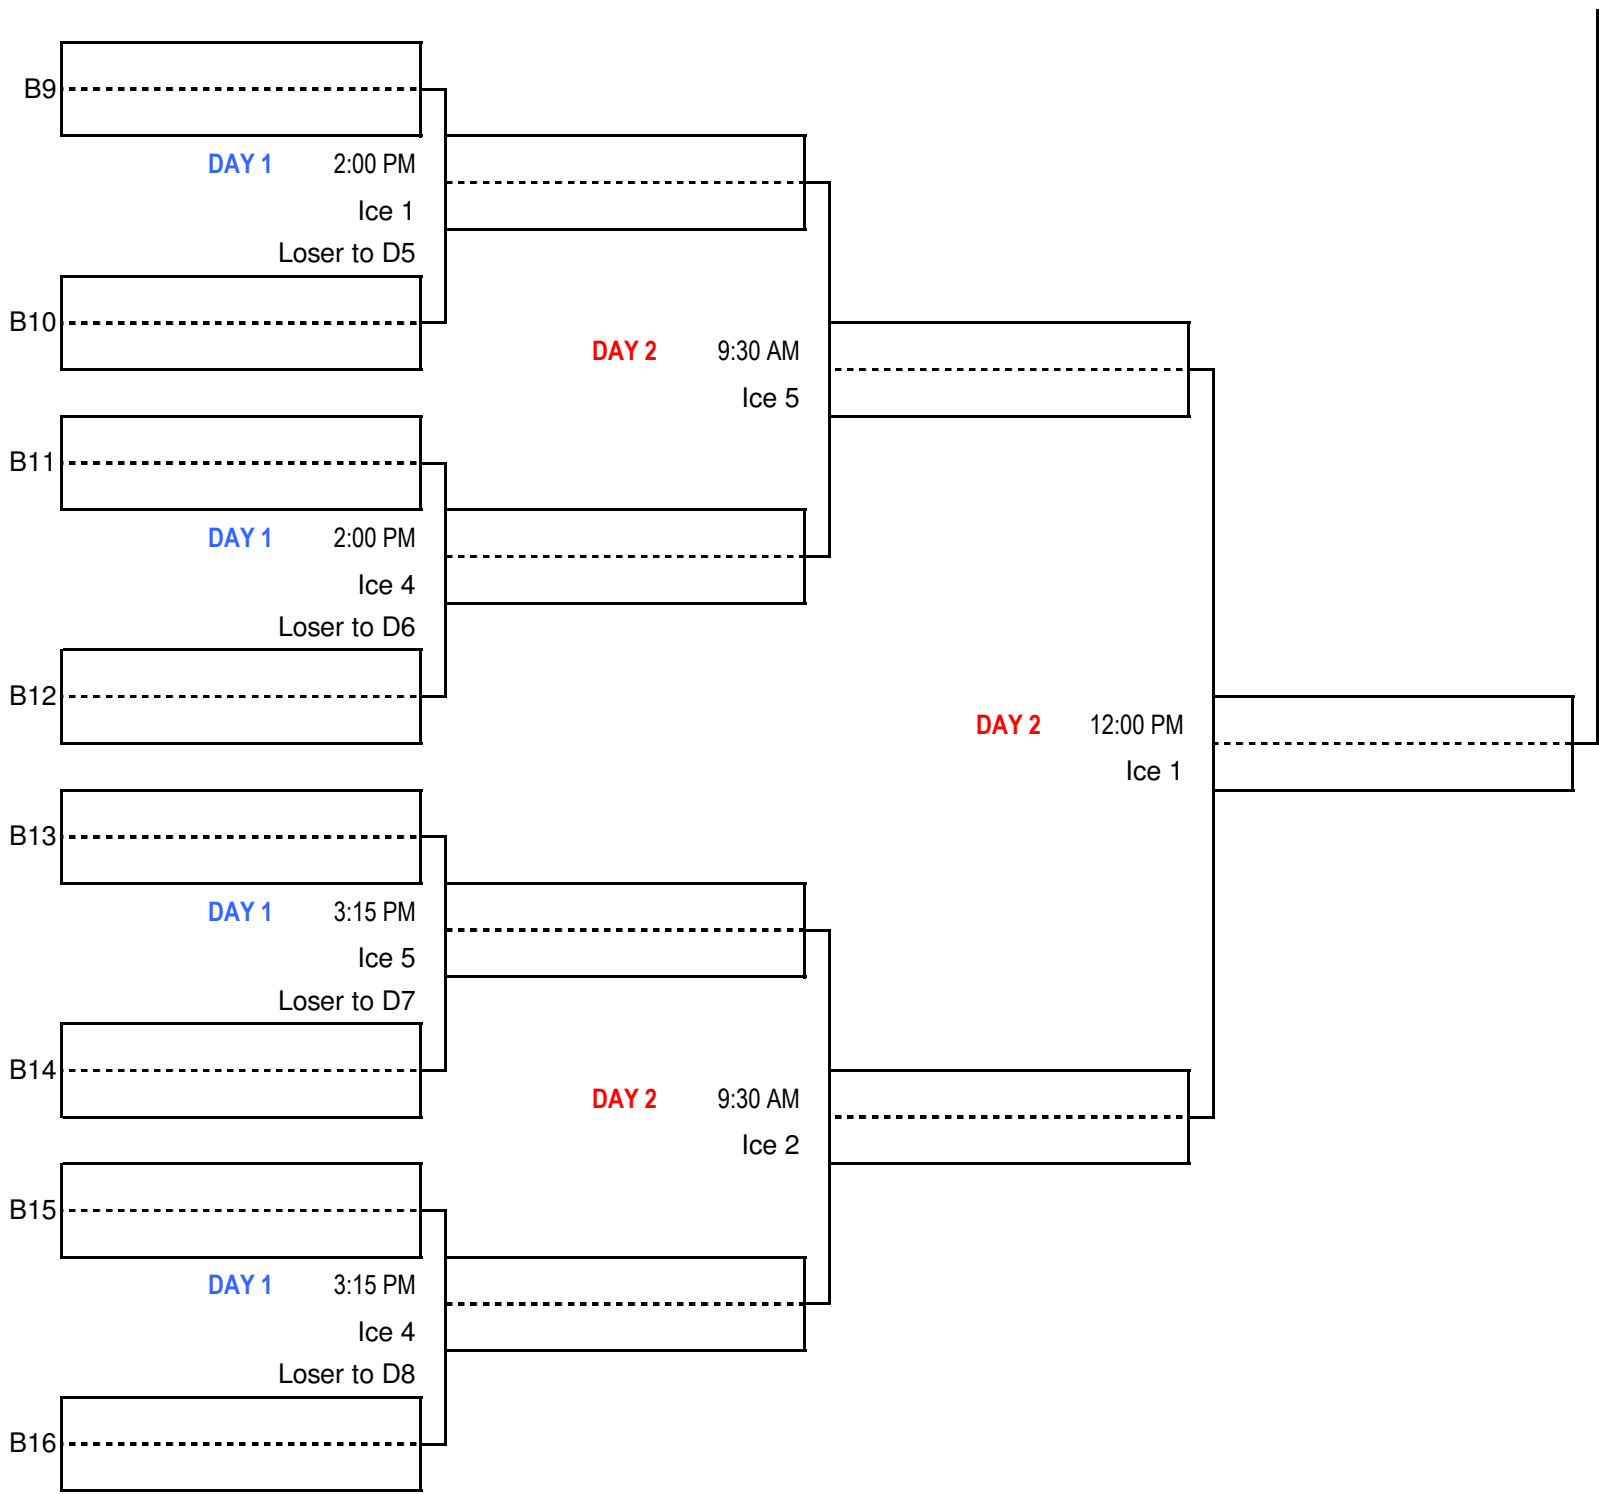 B9
DAY 1 2:00 PM
Ice 1
Loser to D5
B10
DAY 2 9:30 AM
Ice 5
B11
DAY 1 2:00 PM
Ice 4
Loser to D6
B12
DAY 2 12:00 PM
Ice 1
B13
DAY 1 3:15 PM
Ice 5
Loser to D7
B14
DAY 2 9:30 AM
Ice 2
B15
DAY 1 3:15 PM
Ice 4
Loser to D8
B16